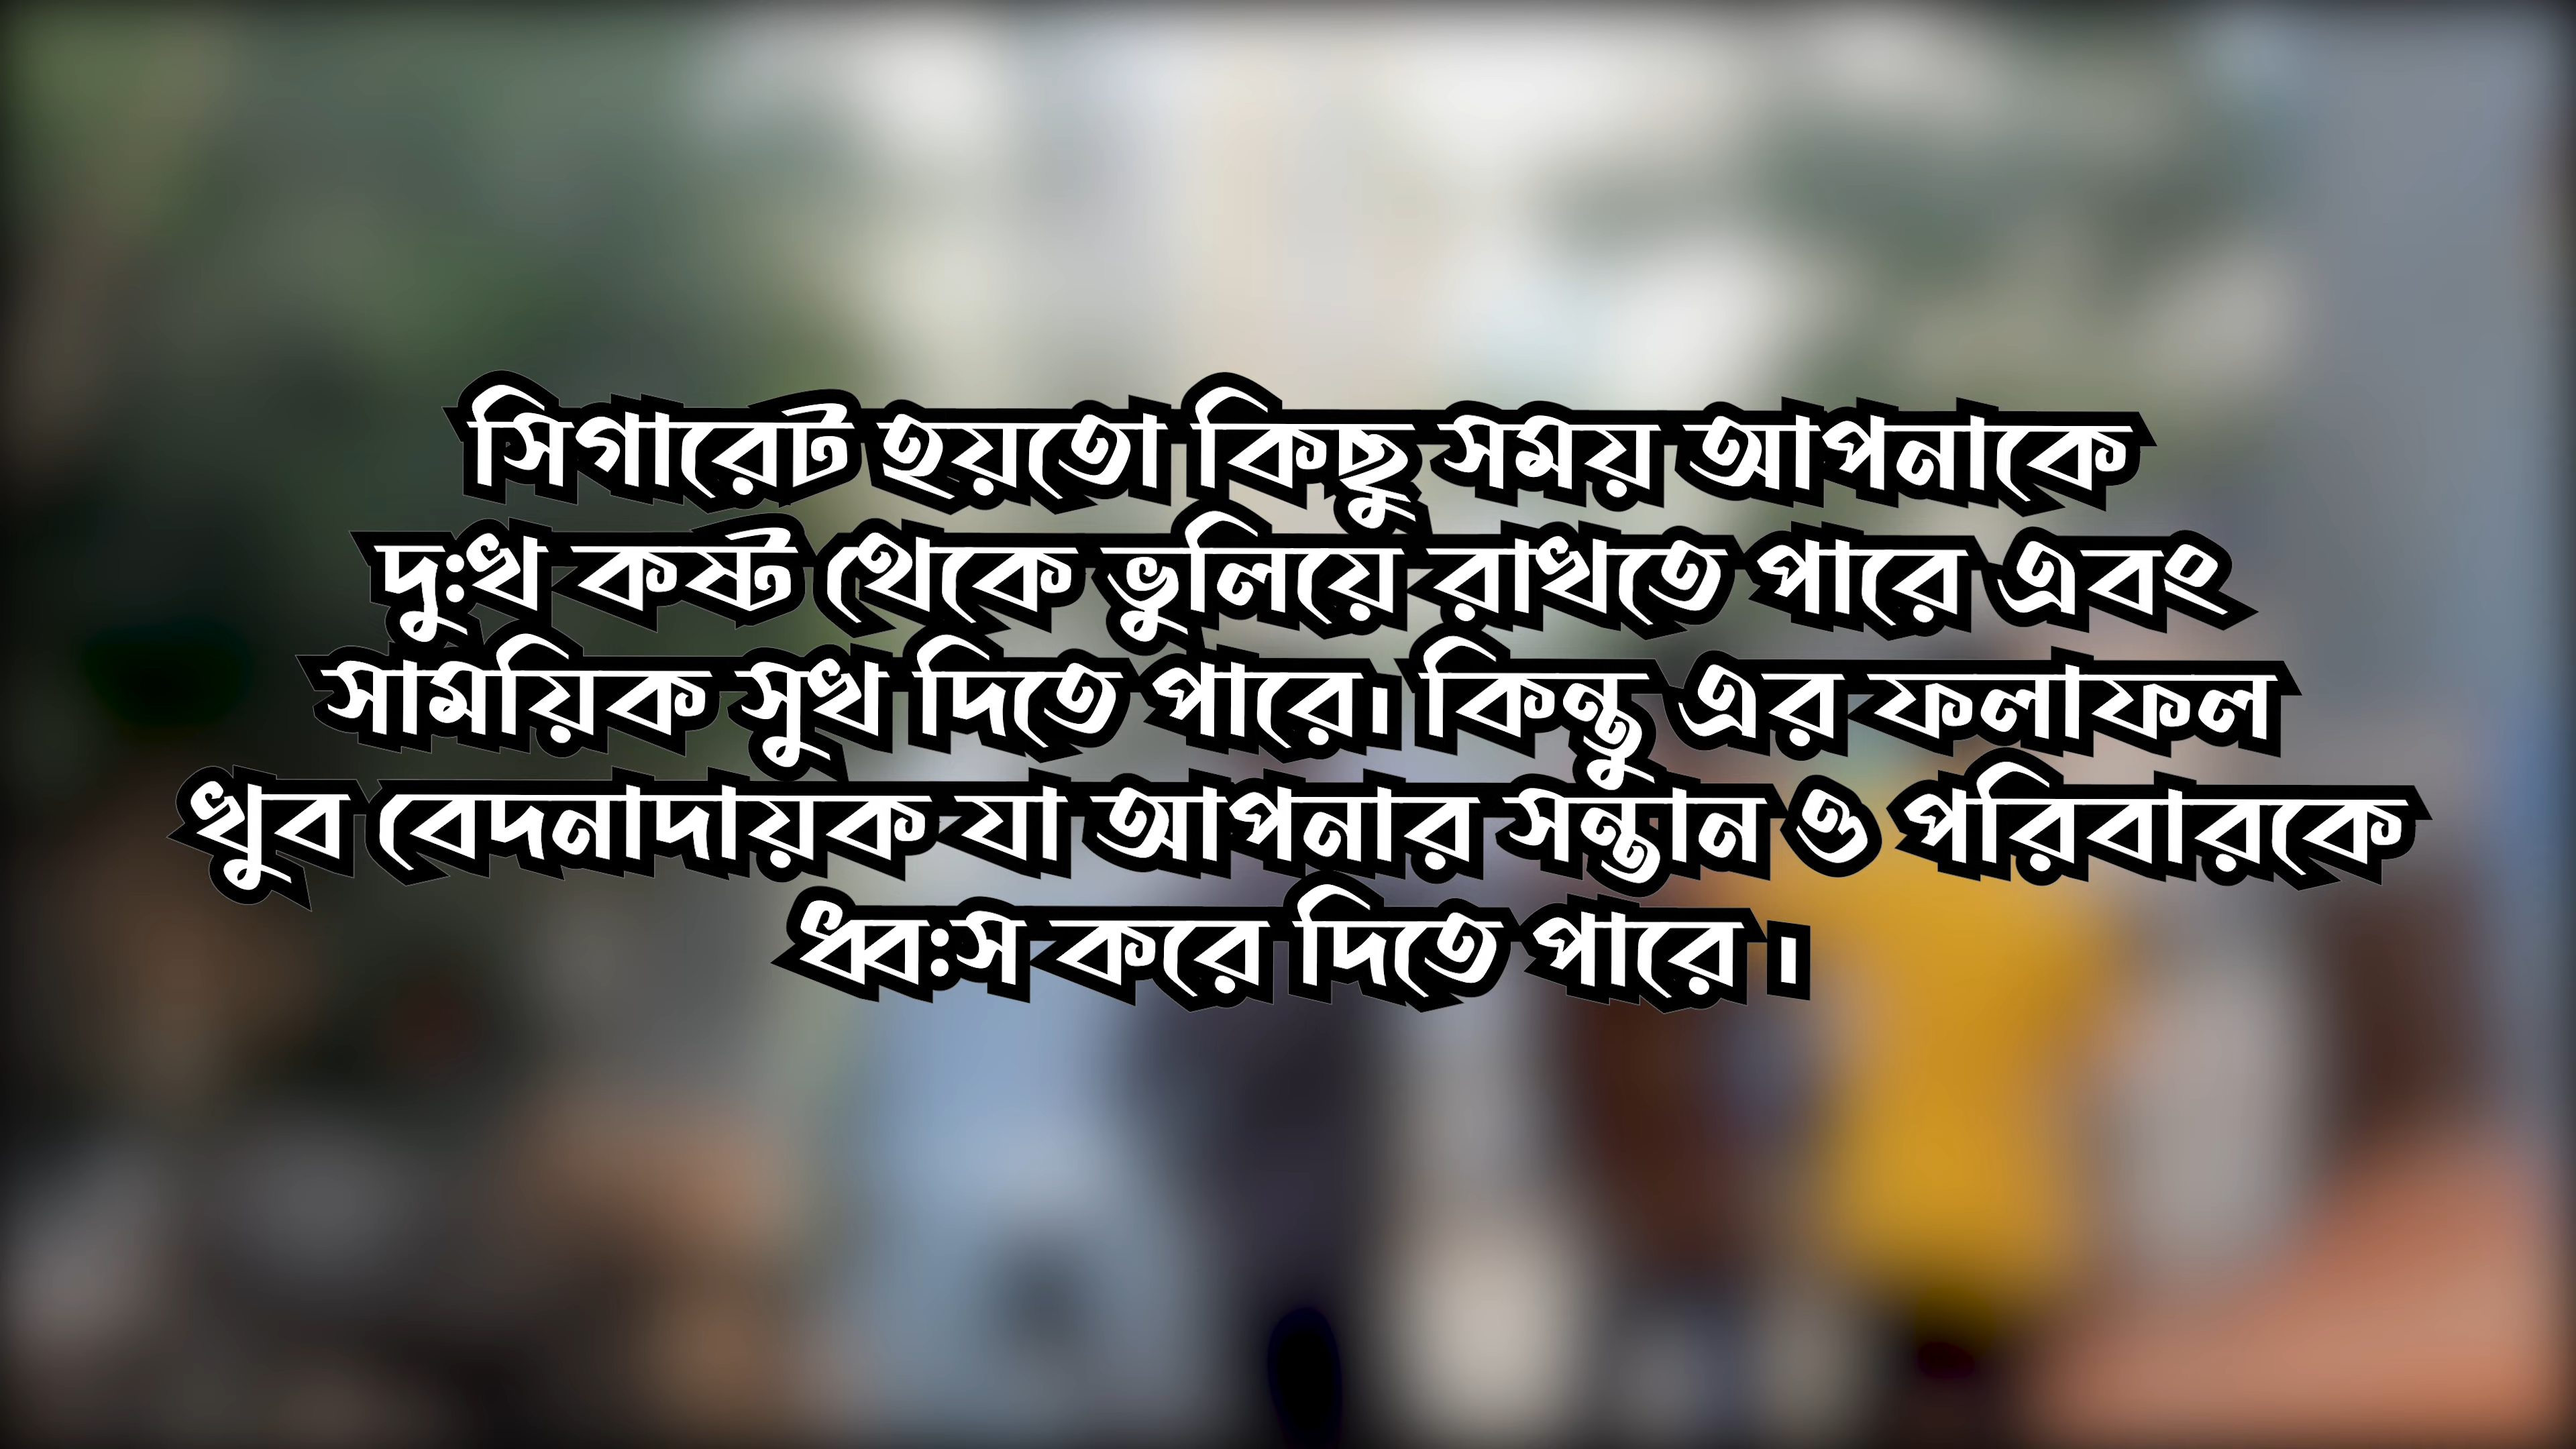 সিগারেট হয়তো কিছু সময় আপনাকে
দু:খ কষ্ট থেকে ভুলিয়ে রাখতে পারে এবং
সাময়িক সুখ দিতে পারে। কিন্তু এর ফলাফল
খুব বেদনাদায়ক যা আপনার সন্তান ও পরিবারকে
ধ্ব:স করে দিতে পারে ।